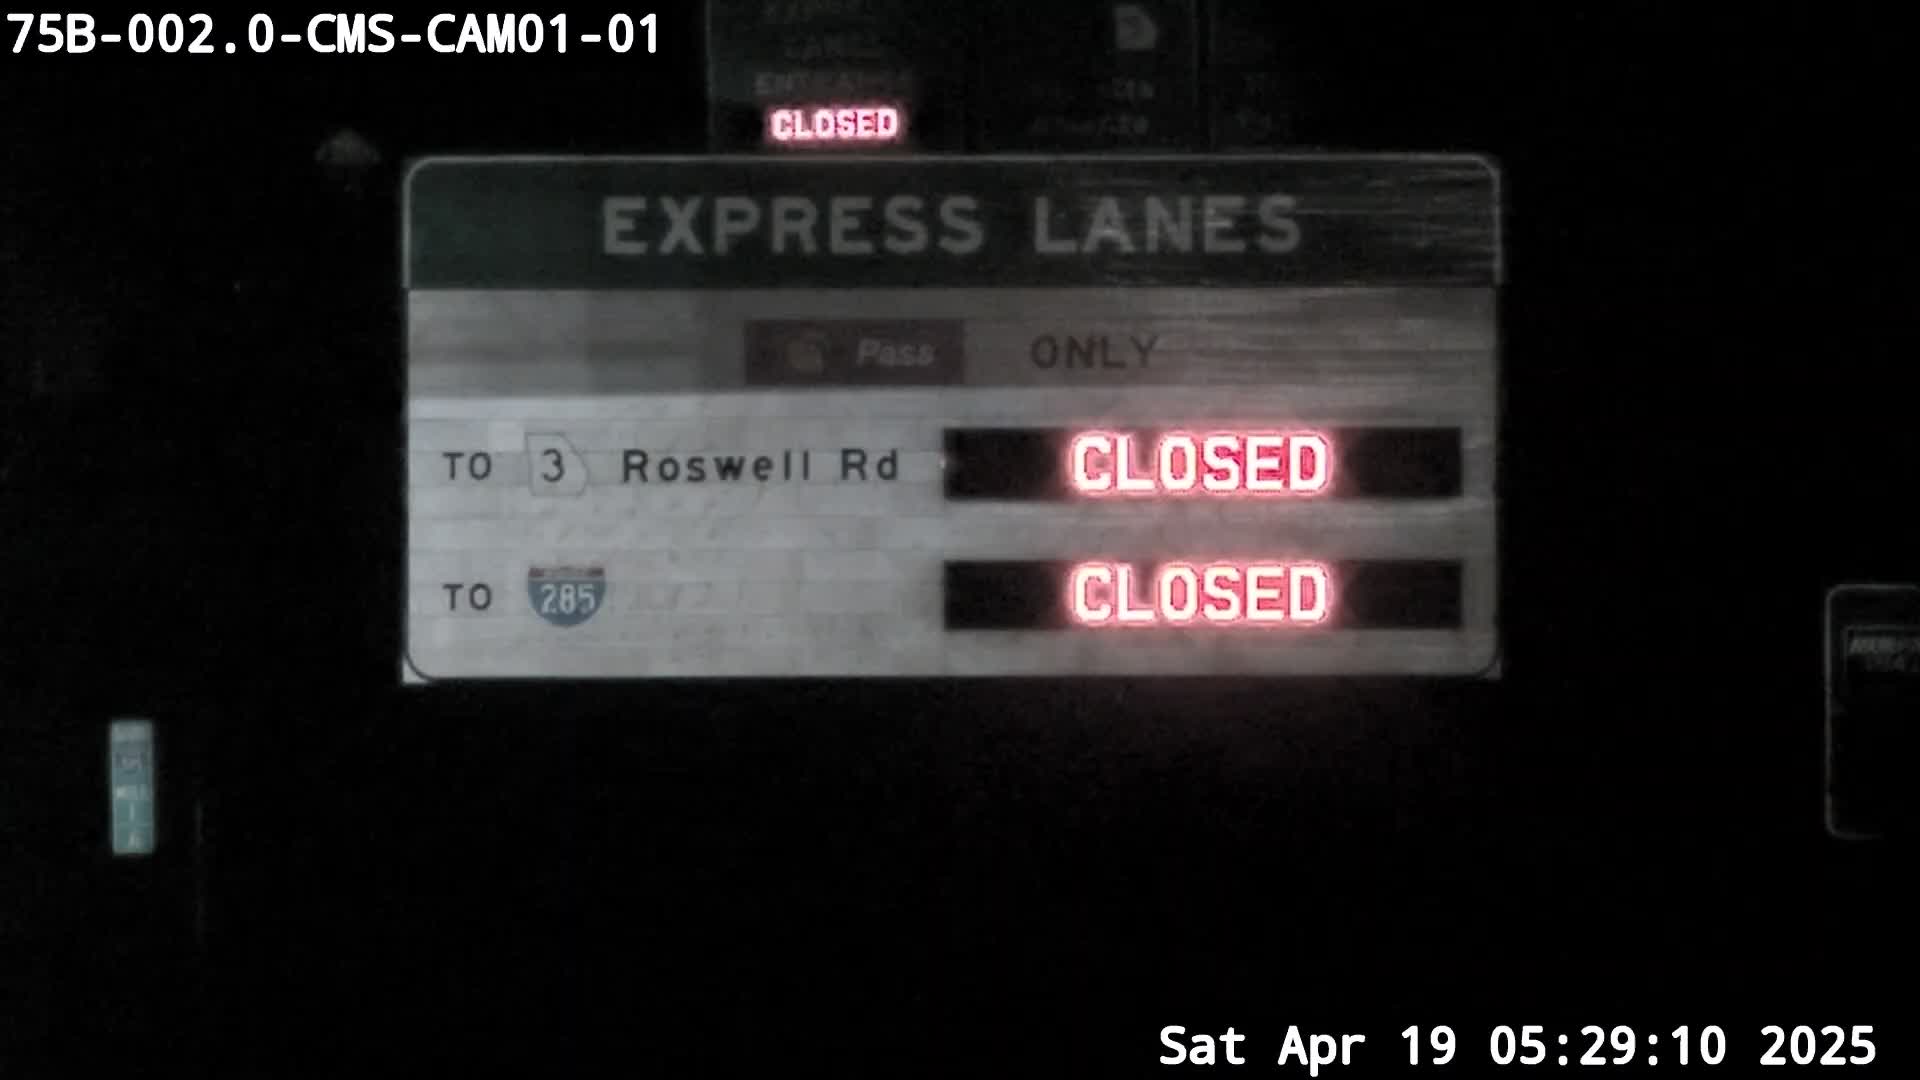 75B-002.0-CMS-CAM01-01
ENTRANCE
CLOSED
EXPRESS LANES
Pass ONLY
TO 3 Roswell Rd CLOSED
TO 285 CLOSED
Sat Apr 19 05:29:10 2025